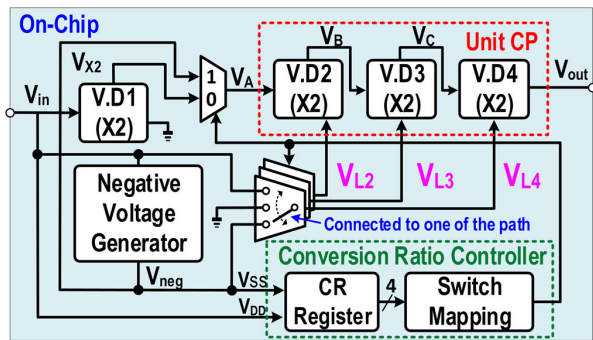 On-Chip
Unit CP
V_in
V_X2
V.D1
(X2)
1
0
V_A
V_B
V.D2
(X2)
V_C
V.D3
(X2)
V.D4
(X2)
V_out
Negative
Voltage
Generator
V_L2
V_L3
V_L4
Connected to one of the path
Conversion Ratio Controller
V_neg
V_SS
V_DD
CR
Register
4
Switch
Mapping